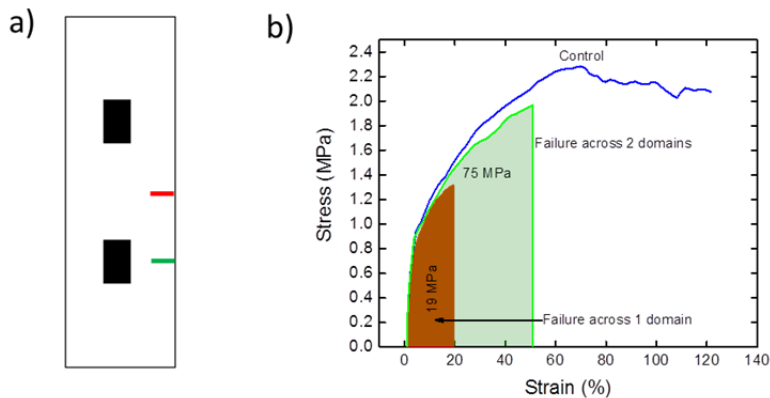 a)
b)
Control
Failure across 2 domains
75 MPa
19 MPa
Failure across 1 domain
Stress (MPa)
2.4
2.2
2.0
1.8
1.6
1.4
1.2
1.0
0.8
0.6
0.4
0.2
0.0
0 20 40 60 80 100 120 140
Strain (%)